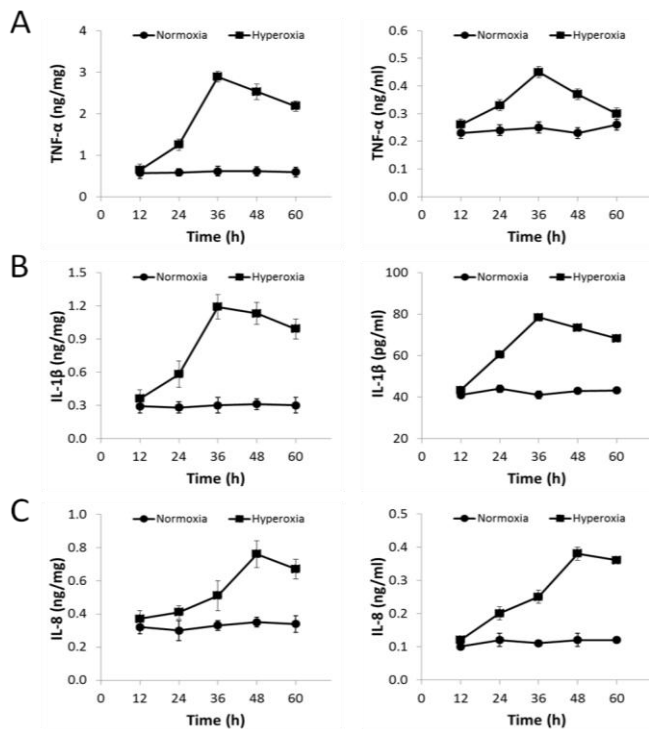 A
Normoxia Hyperoxia
TNF-α (ng/mg)
4
3
2
1
0
0 12 24 36 48 60
Time (h)
Normoxia Hyperoxia
TNF-α (ng/ml)
0.6
0.5
0.4
0.3
0.2
0.1
0.0
0 12 24 36 48 60
Time (h)
B
Normoxia Hyperoxia
IL-1β (ng/mg)
1.5
1.2
0.9
0.6
0.3
0.0
0 12 24 36 48 60
Time (h)
Normoxia Hyperoxia
IL-1β (pg/ml)
100
80
60
40
20
0 12 24 36 48 60
Time (h)
C
Normoxia Hyperoxia
IL-8 (ng/mg)
1.0
0.8
0.6
0.4
0.2
0.0
0 12 24 36 48 60
Time (h)
Normoxia Hyperoxia
IL-8 (ng/ml)
0.5
0.4
0.3
0.2
0.1
0.0
0 12 24 36 48 60
Time (h)